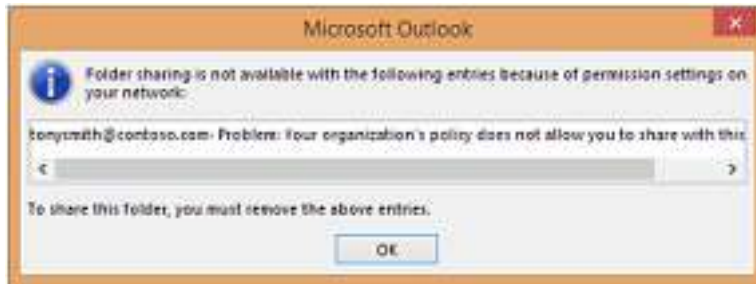 Microsoft Outlook
Folder sharing is not available with the following entries because of permission settings on
your network:
tonysmith@contoso.com- Problem: Your organization's policy does not allow you to share with this
To share this folder, you must remove the above entries.
OK